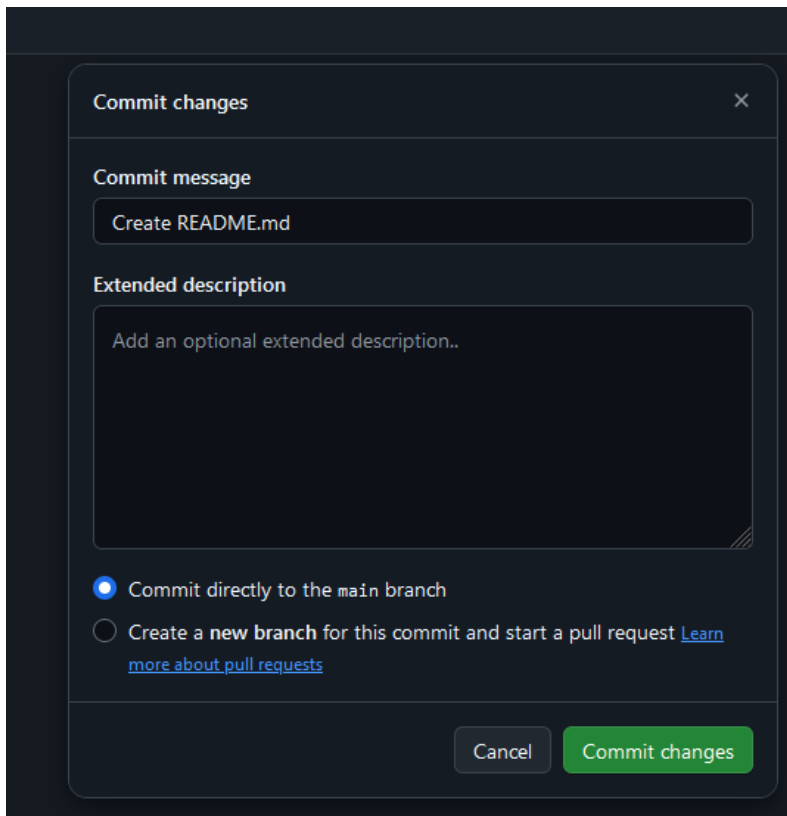 Commit changes
Commit message
Create README.md
Extended description
Add an optional extended description..
Commit directly to the main branch
Create a new branch for this commit and start a pull request Learn
more about pull requests
Cancel
Commit changes